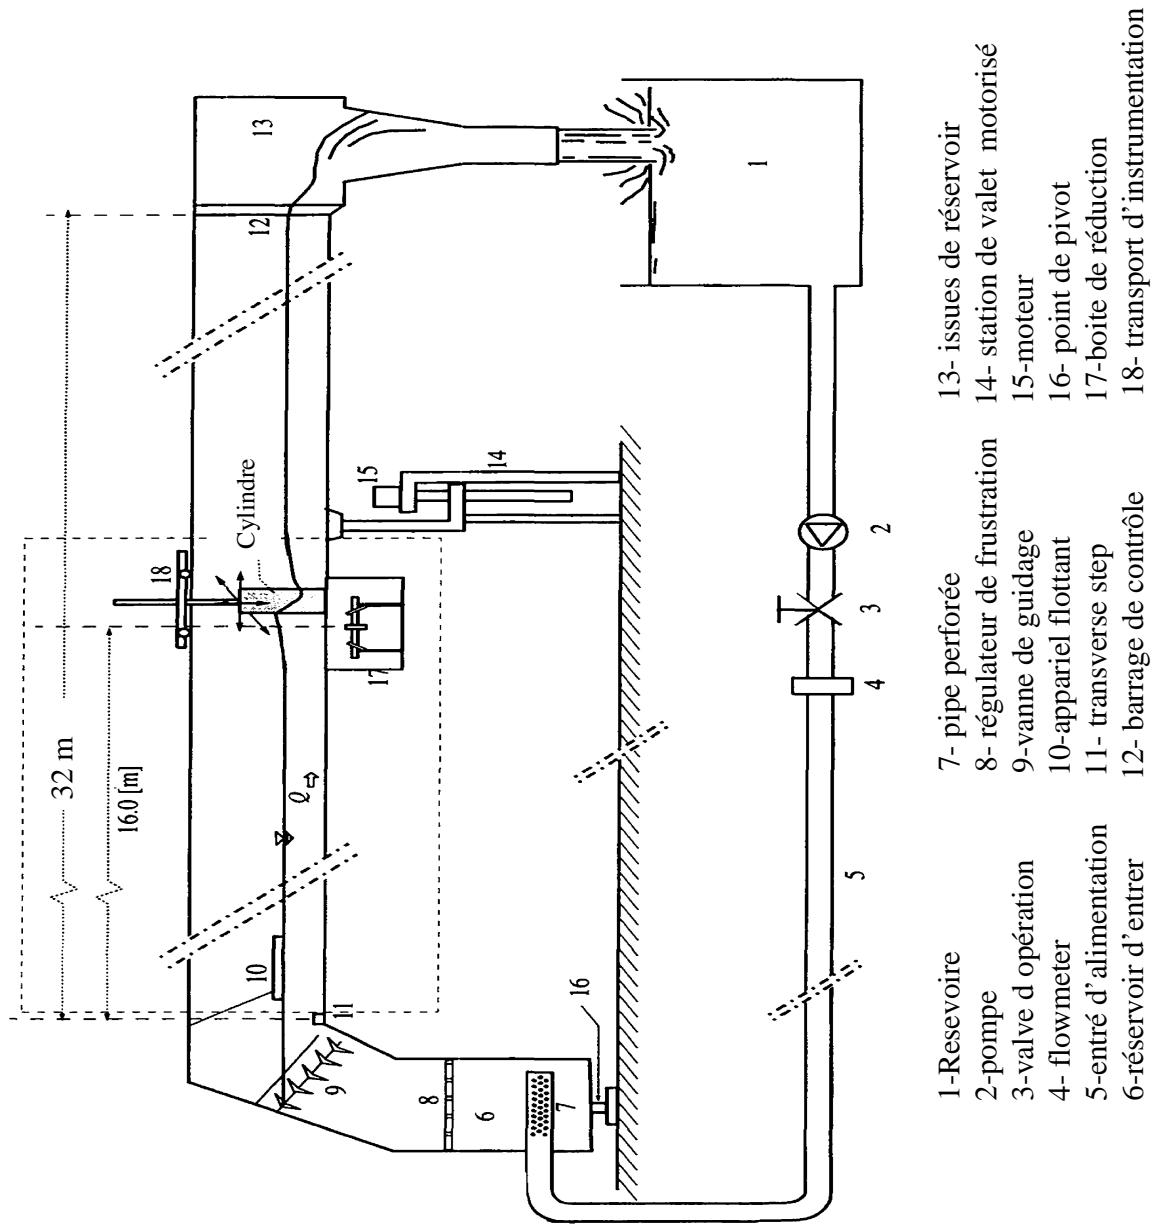 32 m
16.0 [m]
18
Cylindre
13
12
10
Q
11
9
8
6
7
16
17
15
14
1
2
3
4
5
1-Resevoire
2-pompe
3-valve d opération
4- flowmeter
5-entré d'alimentation
6-réservoir d'entrer
7- pipe perforée
8- régulateur de frustration
9-vanne de guidage
10-appariel flottant
11- transverse step
12- barrage de contrôle
13- issues de réservoir
14- station de valet motorisé
15-moteur
16- point de pivot
17-boite de réduction
18- transport d'instrumentation